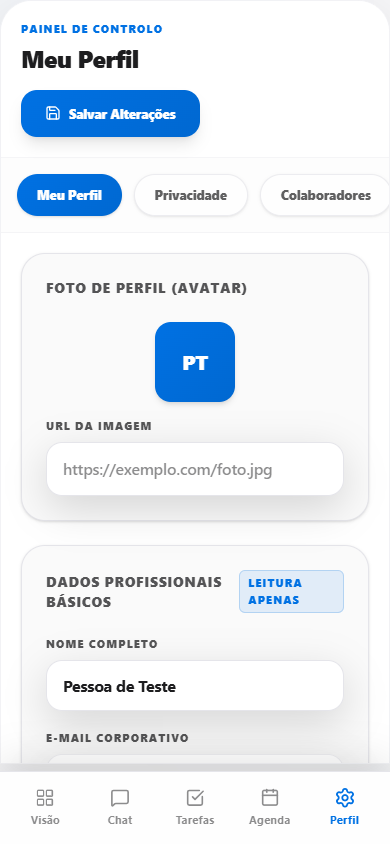 PAINEL DE CONTROLO
Meu Perfil
Salvar Alterações
Meu Perfil
Privacidade
Colaboradores
FOTO DE PERFIL (AVATAR)
PT
URL DA IMAGEM
https://exemplo.com/foto.jpg
DADOS PROFISSIONAIS
BÁSICOS
LEITURA
APENAS
NOME COMPLETO
Pessoa de Teste
E-MAIL CORPORATIVO
Visão
Chat
Tarefas
Agenda
Perfil